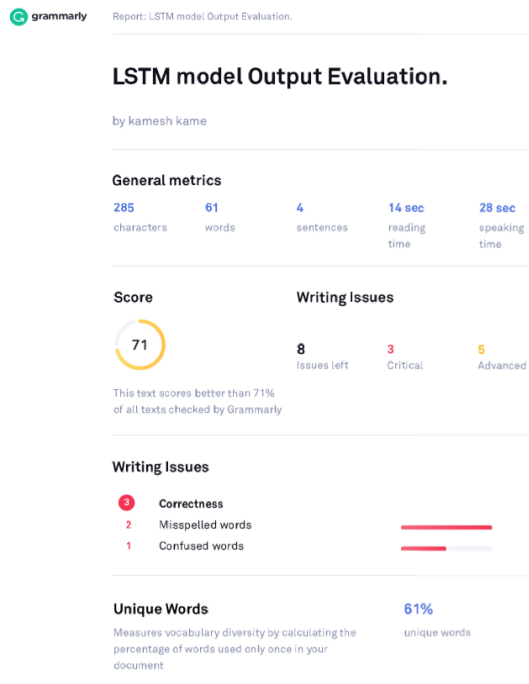 grammarly Report: LSTM model Output Evaluation.
LSTM model Output Evaluation.
by kamesh kame
General metrics
285 61 4 14 sec 28 sec
characters words sentences reading speaking
time time
Score Writing Issues
71
8 3 5
Issues left Critical Advanced
This text scores better than 71%
of all texts checked by Grammarly
Writing Issues
3 Correctness
2 Misspelled words
1 Confused words
Unique Words 61%
Measures vocabulary diversity by calculating the unique words
percentage of words used only once in your
document